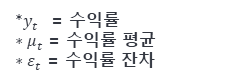 *yₜ = 수익률
* μₜ = 수익률 평균
* εₜ = 수익률 잔차